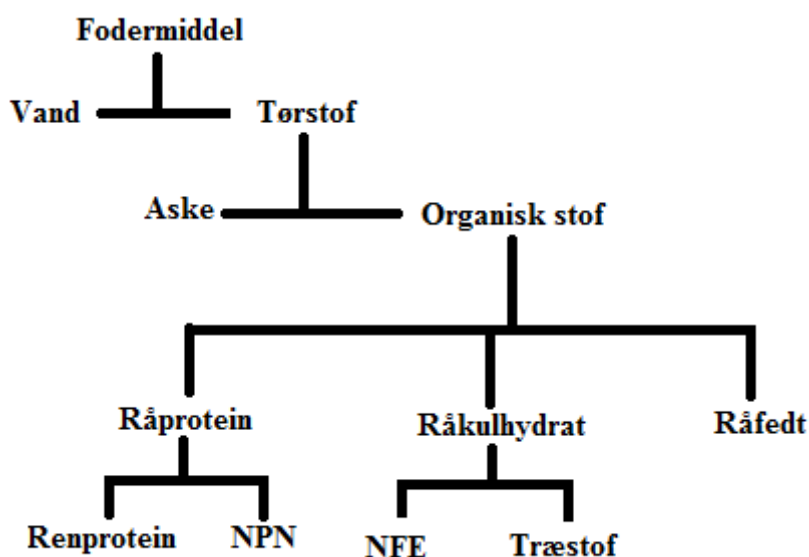 Fodermiddel
Vand Tørstof
Aske Organisk stof
Råprotein Råkulhydrat Råfedt
Renprotein NPN NFE Træstof